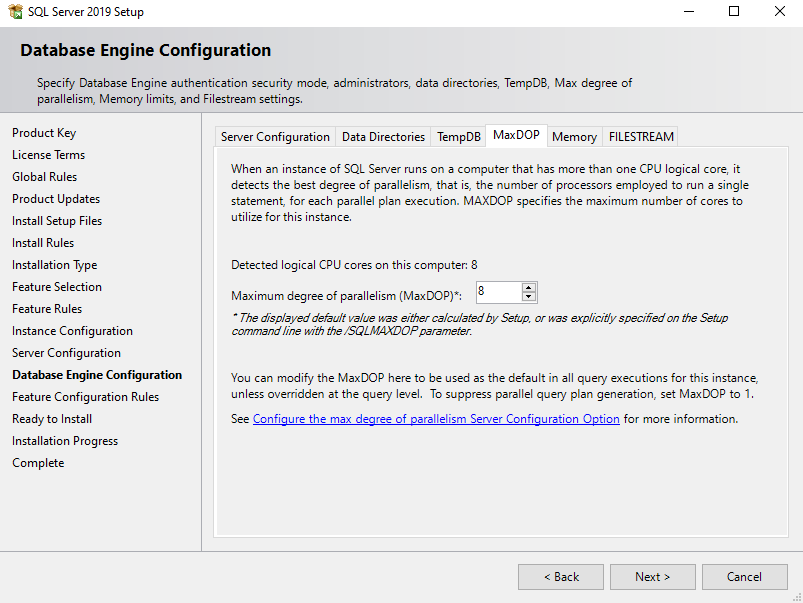 SQL Server 2019 Setup
Database Engine Configuration
Specify Database Engine authentication security mode, administrators, data directories, TempDB, Max degree of
parallelism, Memory limits, and Filestream settings.
Product Key
License Terms
Global Rules
Product Updates
Install Setup Files
Install Rules
Installation Type
Feature Selection
Feature Rules
Instance Configuration
Server Configuration
Database Engine Configuration
Feature Configuration Rules
Ready to Install
Installation Progress
Complete
Server Configuration Data Directories TempDB MaxDOP Memory FILESTREAM
When an instance of SQL Server runs on a computer that has more than one CPU logical core, it
detects the best degree of parallelism, that is, the number of processors employed to run a single
statement, for each parallel plan execution. MAXDOP specifies the maximum number of cores to
utilize for this instance.
Detected logical CPU cores on this computer: 8
Maximum degree of parallelism (MaxDOP)*: 8
* The displayed default value was either calculated by Setup, or was explicitly specified on the Setup
command line with the /SQLMAXDOP parameter.
You can modify the MaxDOP here to be used as the default in all query executions for this instance,
unless overridden at the query level. To suppress parallel query plan generation, set MaxDOP to 1.
See Configure the max degree of parallelism Server Configuration Option for more information.
< Back Next > Cancel